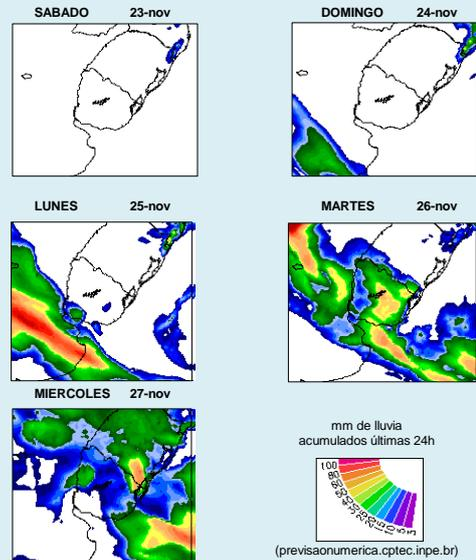 SABADO 23-nov
DOMINGO 24-nov
LUNES 25-nov
MARTES 26-nov
MIERCOLES 27-nov
mm de lluvia
acumulados últimas 24h
100
80
(previsaonumerica.cptec.inpe.br)